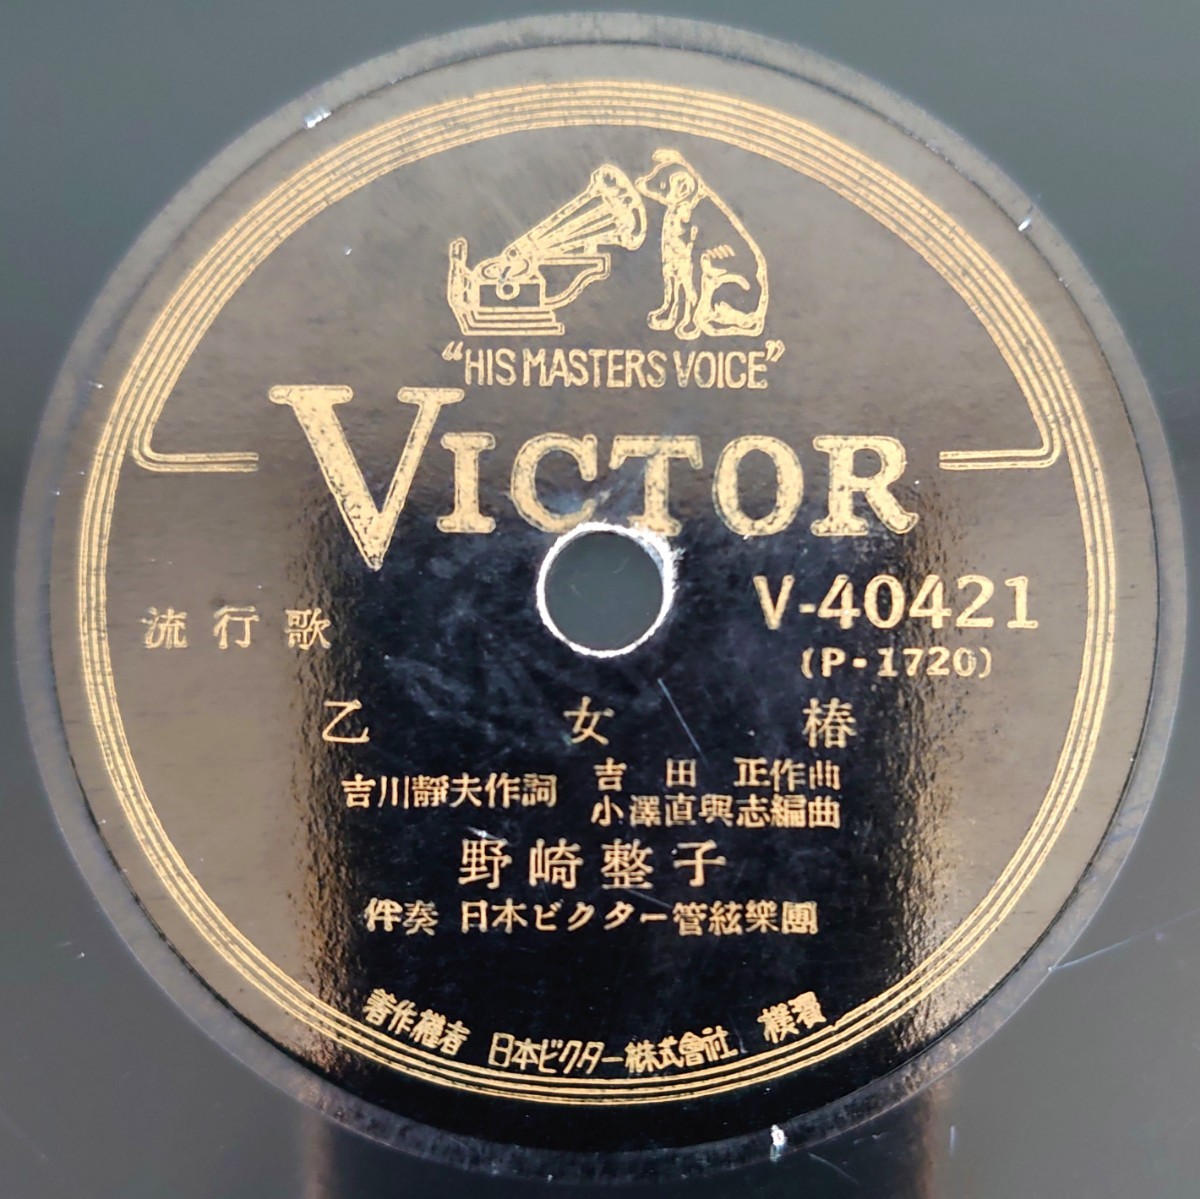 “HIS MASTERS VOICE”
VICTOR
V-40421
(P-1720)
流行歌
乙女椿
吉川靜夫作詞 吉田正作曲
小澤直與志編曲
野崎整子
伴奏 日本ビクター管絃樂團
著作権者 日本ビクター株式會社 横濱